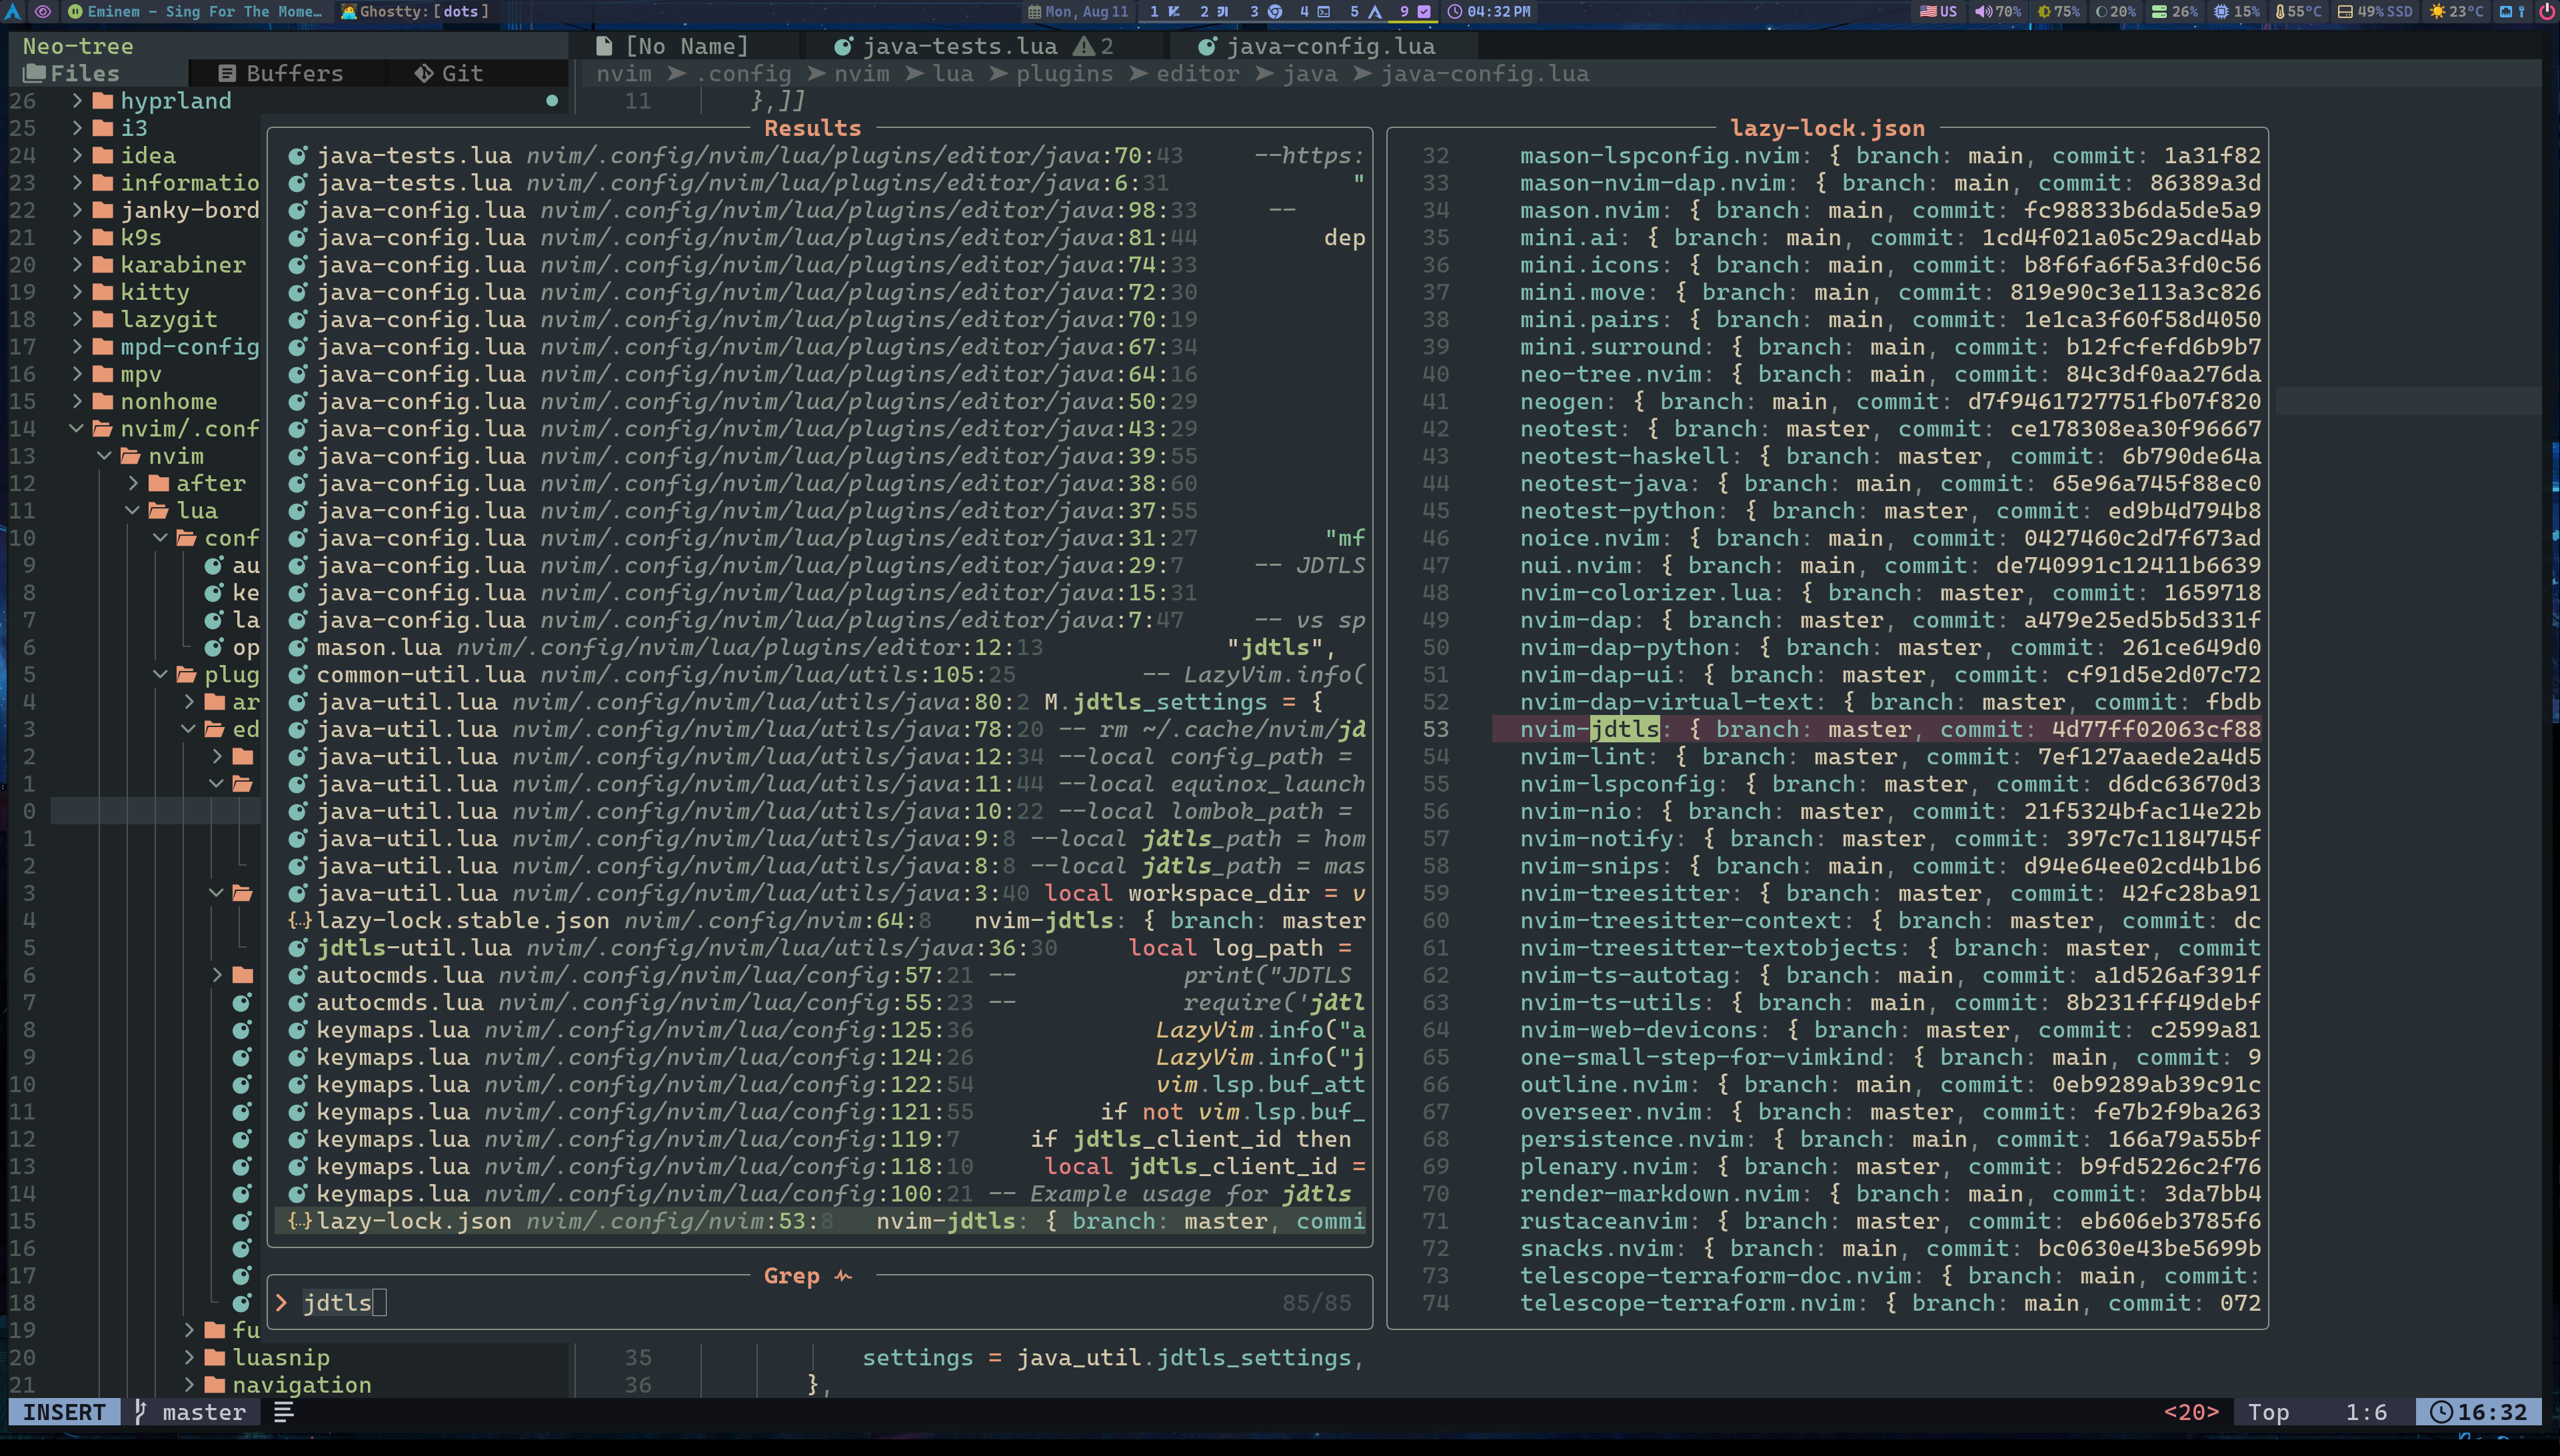 Eminem - Sing For The Mome… Ghostty: [dots] Mon, Aug 11 1 2 3 4 5 9 04:32 PM US 70% 75% 20% 26% 15% 55°C 49% SSD 23°C
Neo-tree
Files Buffers Git
[No Name] java-tests.lua 2 java-config.lua
nvim .config nvim lua plugins editor java java-config.lua
11 },]]
26 hyprland
25 i3
24 idea
23 informatio
22 janky-bord
21 k9s
20 karabiner
19 kitty
18 lazygit
17 mpd-config
16 mpv
15 nonhome
14 nvim/.conf
13 nvim
12 after
11 lua
10 conf
9 au
8 ke
7 la
6 op
5 plug
4 ar
3 ed
2
1
0
1
2
3
4
5
6
7
8
9
10
11
12
13
14
15
16
17
18
19 fu
20 luasnip
21 navigation
Results
java-tests.lua nvim/.config/nvim/lua/plugins/editor/java:70:43 --https:
java-tests.lua nvim/.config/nvim/lua/plugins/editor/java:6:31 "
java-config.lua nvim/.config/nvim/lua/plugins/editor/java:98:33 --
java-config.lua nvim/.config/nvim/lua/plugins/editor/java:81:44 dep
java-config.lua nvim/.config/nvim/lua/plugins/editor/java:74:33
java-config.lua nvim/.config/nvim/lua/plugins/editor/java:72:30
java-config.lua nvim/.config/nvim/lua/plugins/editor/java:70:19
java-config.lua nvim/.config/nvim/lua/plugins/editor/java:67:34
java-config.lua nvim/.config/nvim/lua/plugins/editor/java:64:16
java-config.lua nvim/.config/nvim/lua/plugins/editor/java:50:29
java-config.lua nvim/.config/nvim/lua/plugins/editor/java:43:29
java-config.lua nvim/.config/nvim/lua/plugins/editor/java:39:55
java-config.lua nvim/.config/nvim/lua/plugins/editor/java:38:60
java-config.lua nvim/.config/nvim/lua/plugins/editor/java:37:55
java-config.lua nvim/.config/nvim/lua/plugins/editor/java:31:27 "mf
java-config.lua nvim/.config/nvim/lua/plugins/editor/java:29:7 -- JDTLS
java-config.lua nvim/.config/nvim/lua/plugins/editor/java:15:31
java-config.lua nvim/.config/nvim/lua/plugins/editor/java:7:47 -- vs sp
mason.lua nvim/.config/nvim/lua/plugins/editor:12:13 "jdtls",
common-util.lua nvim/.config/nvim/lua/utils:105:25 -- LazyVim.info(
java-util.lua nvim/.config/nvim/lua/utils/java:80:2 M.jdtls_settings = {
java-util.lua nvim/.config/nvim/lua/utils/java:78:20 -- rm ~/.cache/nvim/jd
java-util.lua nvim/.config/nvim/lua/utils/java:12:34 --local config_path =
java-util.lua nvim/.config/nvim/lua/utils/java:11:44 --local equinox_launch
java-util.lua nvim/.config/nvim/lua/utils/java:10:22 --local lombok_path =
java-util.lua nvim/.config/nvim/lua/utils/java:9:8 --local jdtls_path = hom
java-util.lua nvim/.config/nvim/lua/utils/java:8:8 --local jdtls_path = mas
java-util.lua nvim/.config/nvim/lua/utils/java:3:40 local workspace_dir = v
{..}lazy-lock.stable.json nvim/.config/nvim:64:8 nvim-jdtls: { branch: master
jdtls-util.lua nvim/.config/nvim/lua/utils/java:36:30 local log_path =
autocmds.lua nvim/.config/nvim/lua/config:57:21 -- print("JDTLS
autocmds.lua nvim/.config/nvim/lua/config:55:23 -- require('jdtl
keymaps.lua nvim/.config/nvim/lua/config:125:36 LazyVim.info("a
keymaps.lua nvim/.config/nvim/lua/config:124:26 LazyVim.info("j
keymaps.lua nvim/.config/nvim/lua/config:122:54 vim.lsp.buf_att
keymaps.lua nvim/.config/nvim/lua/config:121:55 if not vim.lsp.buf_
keymaps.lua nvim/.config/nvim/lua/config:119:7 if jdtls_client_id then
keymaps.lua nvim/.config/nvim/lua/config:118:10 local jdtls_client_id =
keymaps.lua nvim/.config/nvim/lua/config:100:21 -- Example usage for jdtls
{..}lazy-lock.json nvim/.config/nvim:53:8 nvim-jdtls: { branch: master, commi
Grep
> jdtls 85/85
lazy-lock.json
32 mason-lspconfig.nvim: { branch: main, commit: 1a31f82
33 mason-nvim-dap.nvim: { branch: main, commit: 86389a3d
34 mason.nvim: { branch: main, commit: fc98833b6da5de5a9
35 mini.ai: { branch: main, commit: 1cd4f021a05c29acd4ab
36 mini.icons: { branch: main, commit: b8f6fa6f5a3fd0c56
37 mini.move: { branch: main, commit: 819e90c3e113a3c826
38 mini.pairs: { branch: main, commit: 1e1ca3f60f58d4050
39 mini.surround: { branch: main, commit: b12fcfefd6b9b7
40 neo-tree.nvim: { branch: main, commit: 84c3df0aa276da
41 neogen: { branch: main, commit: d7f9461727751fb07f820
42 neotest: { branch: master, commit: ce178308ea30f96667
43 neotest-haskell: { branch: master, commit: 6b790de64a
44 neotest-java: { branch: main, commit: 65e96a745f88ec0
45 neotest-python: { branch: master, commit: ed9b4d794b8
46 noice.nvim: { branch: main, commit: 0427460c2d7f673ad
47 nui.nvim: { branch: main, commit: de740991c12411b6639
48 nvim-colorizer.lua: { branch: master, commit: 1659718
49 nvim-dap: { branch: master, commit: a479e25ed5b5d331f
50 nvim-dap-python: { branch: master, commit: 261ce649d0
51 nvim-dap-ui: { branch: master, commit: cf91d5e2d07c72
52 nvim-dap-virtual-text: { branch: master, commit: fbdb
53 nvim-jdtls: { branch: master, commit: 4d77ff02063cf88
54 nvim-lint: { branch: master, commit: 7ef127aaede2a4d5
55 nvim-lspconfig: { branch: master, commit: d6dc63670d3
56 nvim-nio: { branch: master, commit: 21f5324bfac14e22b
57 nvim-notify: { branch: master, commit: 397c7c1184745f
58 nvim-snips: { branch: main, commit: d94e64ee02cd4b1b6
59 nvim-treesitter: { branch: master, commit: 42fc28ba91
60 nvim-treesitter-context: { branch: master, commit: dc
61 nvim-treesitter-textobjects: { branch: master, commit
62 nvim-ts-autotag: { branch: main, commit: a1d526af391f
63 nvim-ts-utils: { branch: main, commit: 8b231fff49debf
64 nvim-web-devicons: { branch: master, commit: c2599a81
65 one-small-step-for-vimkind: { branch: main, commit: 9
66 outline.nvim: { branch: main, commit: 0eb9289ab39c91c
67 overseer.nvim: { branch: master, commit: fe7b2f9ba263
68 persistence.nvim: { branch: main, commit: 166a79a55bf
69 plenary.nvim: { branch: master, commit: b9fd5226c2f76
70 render-markdown.nvim: { branch: main, commit: 3da7bb4
71 rustaceanvim: { branch: master, commit: eb606eb3785f6
72 snacks.nvim: { branch: main, commit: bc0630e43be5699b
73 telescope-terraform-doc.nvim: { branch: main, commit:
74 telescope-terraform.nvim: { branch: main, commit: 072
35 settings = java_util.jdtls_settings,
36 },
INSERT master <20> Top 1:6 16:32